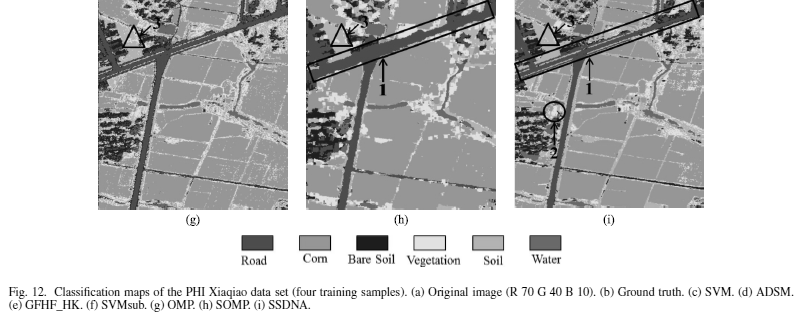 3
3
3
1
1
2
(g)
(h)
(i)
Road
Corn
Bare Soil
Vegetation
Soil
Water
Fig. 12. Classification maps of the PHI Xiaqiao data set (four training samples). (a) Original image (R 70 G 40 B 10). (b) Ground truth. (c) SVM. (d) ADSM.
(e) GFHF_HK. (f) SVMsub. (g) OMP. (h) SOMP. (i) SSDNA.